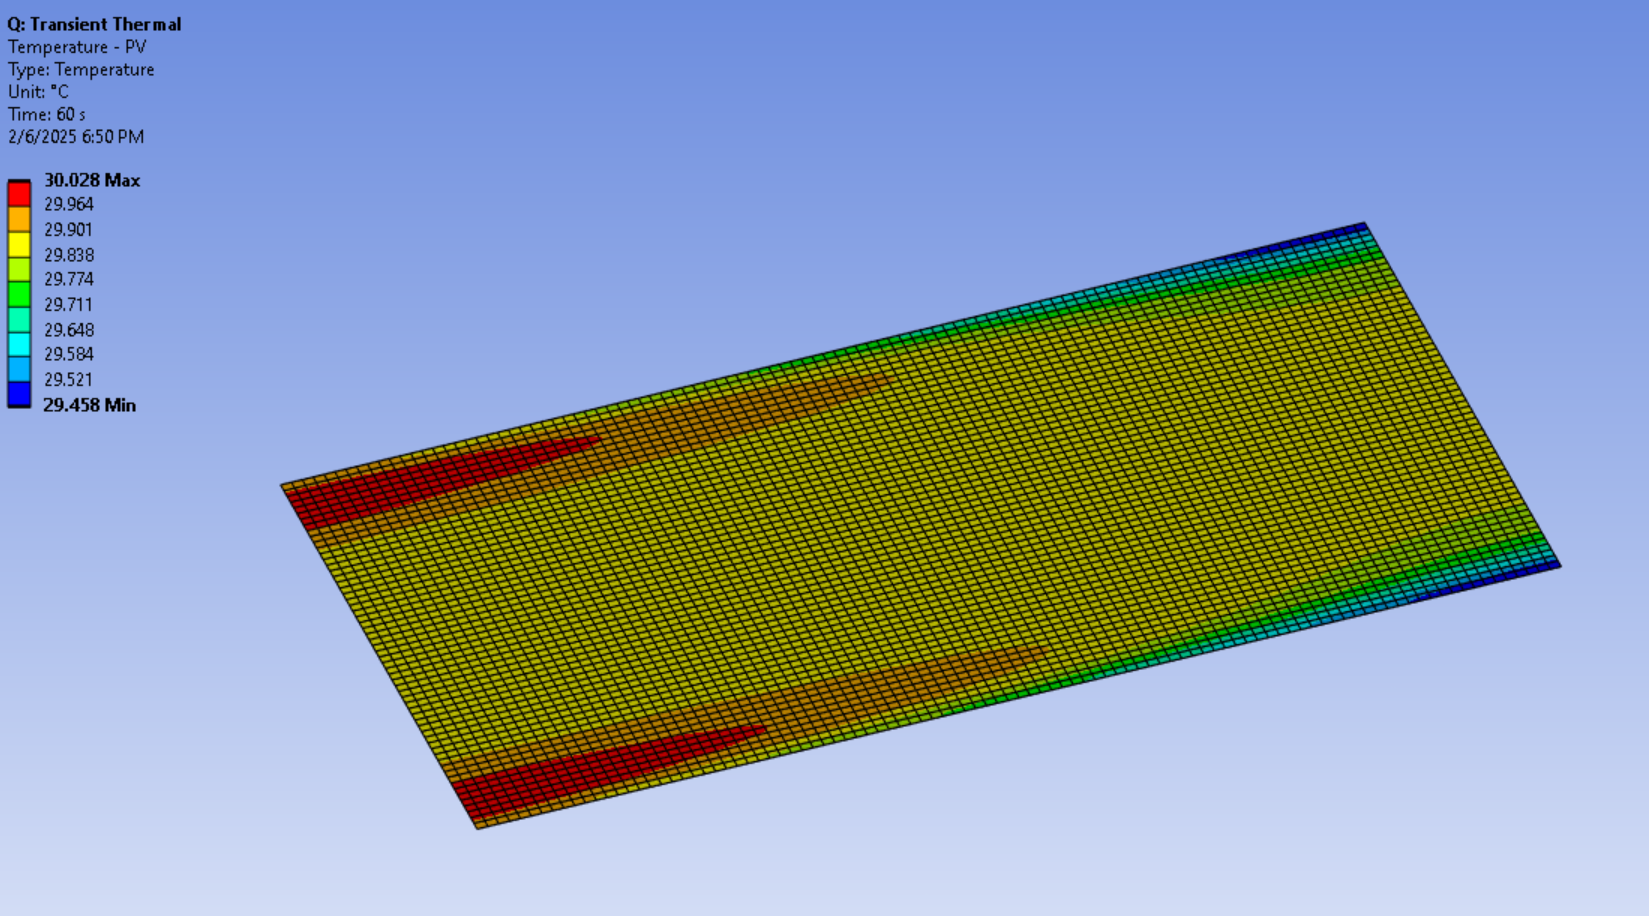 Q: Transient Thermal
Temperature - PV
Type: Temperature
Unit: °C
Time: 60 s
2/6/2025 6:50 PM
30.028 Max
29.964
29.901
29.838
29.774
29.711
29.648
29.584
29.521
29.458 Min